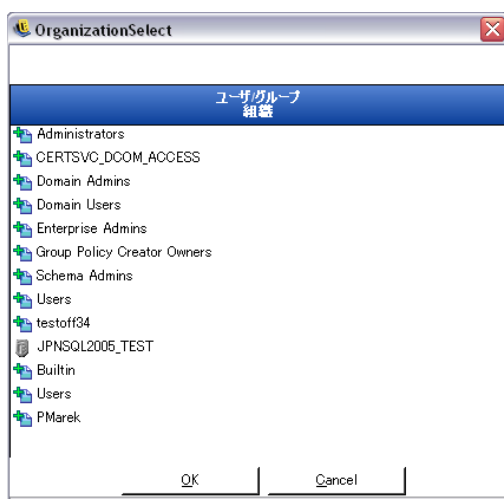 OrganizationSelect
ユーザ/グループ
組織
Administrators
CERTSVC_DCOM_ACCESS
Domain Admins
Domain Users
Enterprise Admins
Group Policy Creator Owners
Schema Admins
Users
testoff34
JPNSQL2005_TEST
Builtin
Users
PMarek
OK Cancel